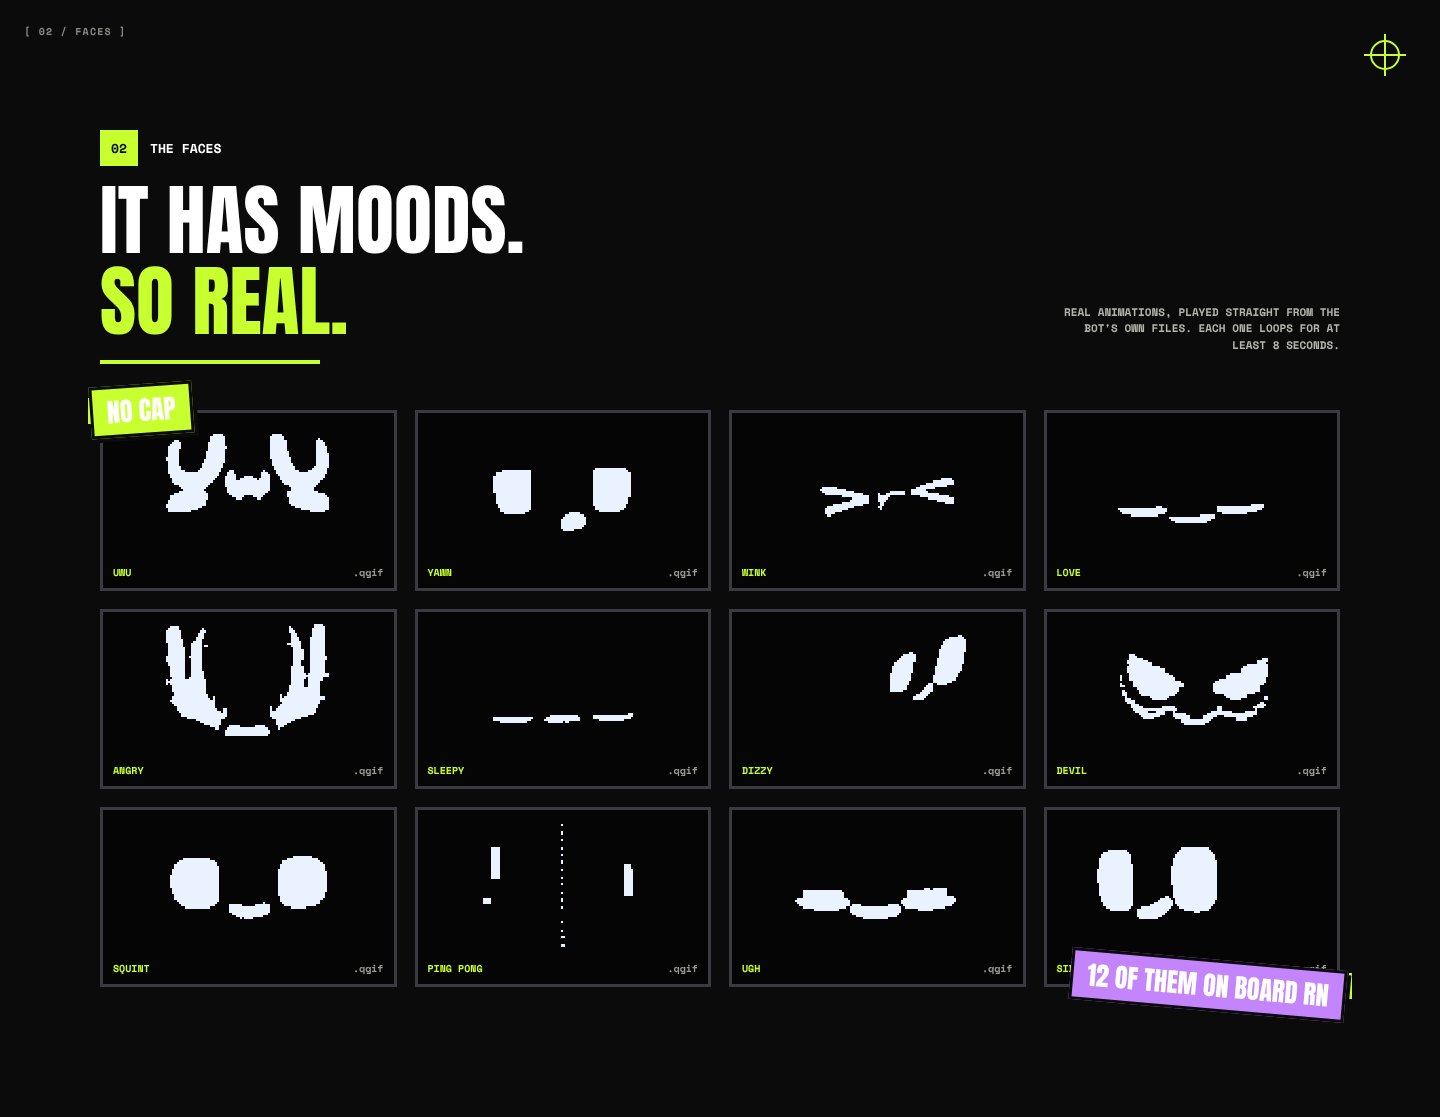 [ 02 / FACES ]
02 THE FACES
IT HAS MOODS.
SO REAL.
REAL ANIMATIONS, PLAYED STRAIGHT FROM THE
BOT'S OWN FILES. EACH ONE LOOPS FOR AT
LEAST 8 SECONDS.
NO CAP
UWU .qgif
YAWN .qgif
WINK .qgif
LOVE .qgif
ANGRY .qgif
SLEEPY .qgif
DIZZY .qgif
DEVIL .qgif
SQUINT .qgif
PING PONG .qgif
UGH .qgif
12 OF THEM ON BOARD RN